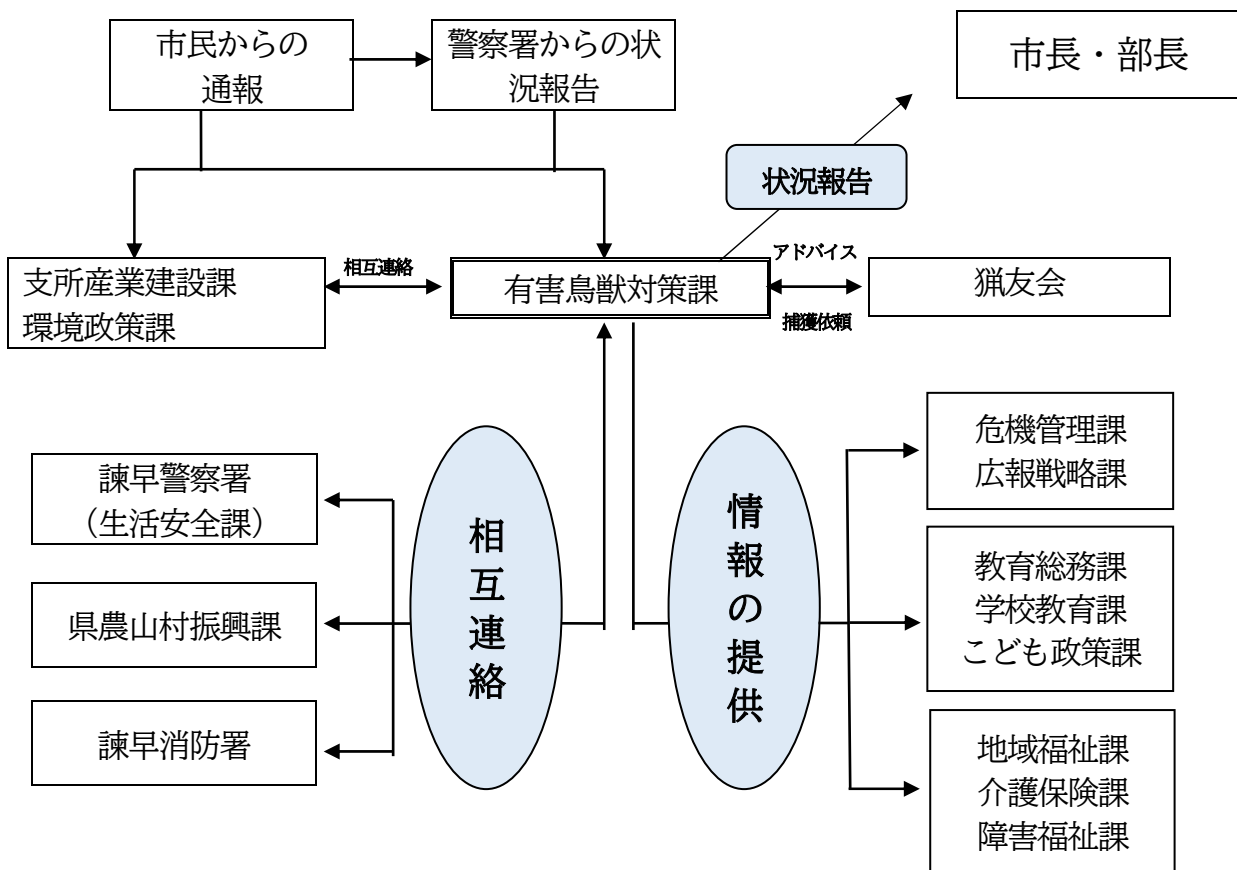 市民からの
通報
警察署からの状
況報告
市長・部長
状況報告
支所産業建設課
環境政策課
相互連絡
有害鳥獣対策課
アドバイス
捕獲依頼
猟友会
諫早警察署
（生活安全課）
県農山村振興課
諫早消防署
相互連絡
情報の提供
危機管理課
広報戦略課
教育総務課
学校教育課
こども政策課
地域福祉課
介護保険課
障害福祉課